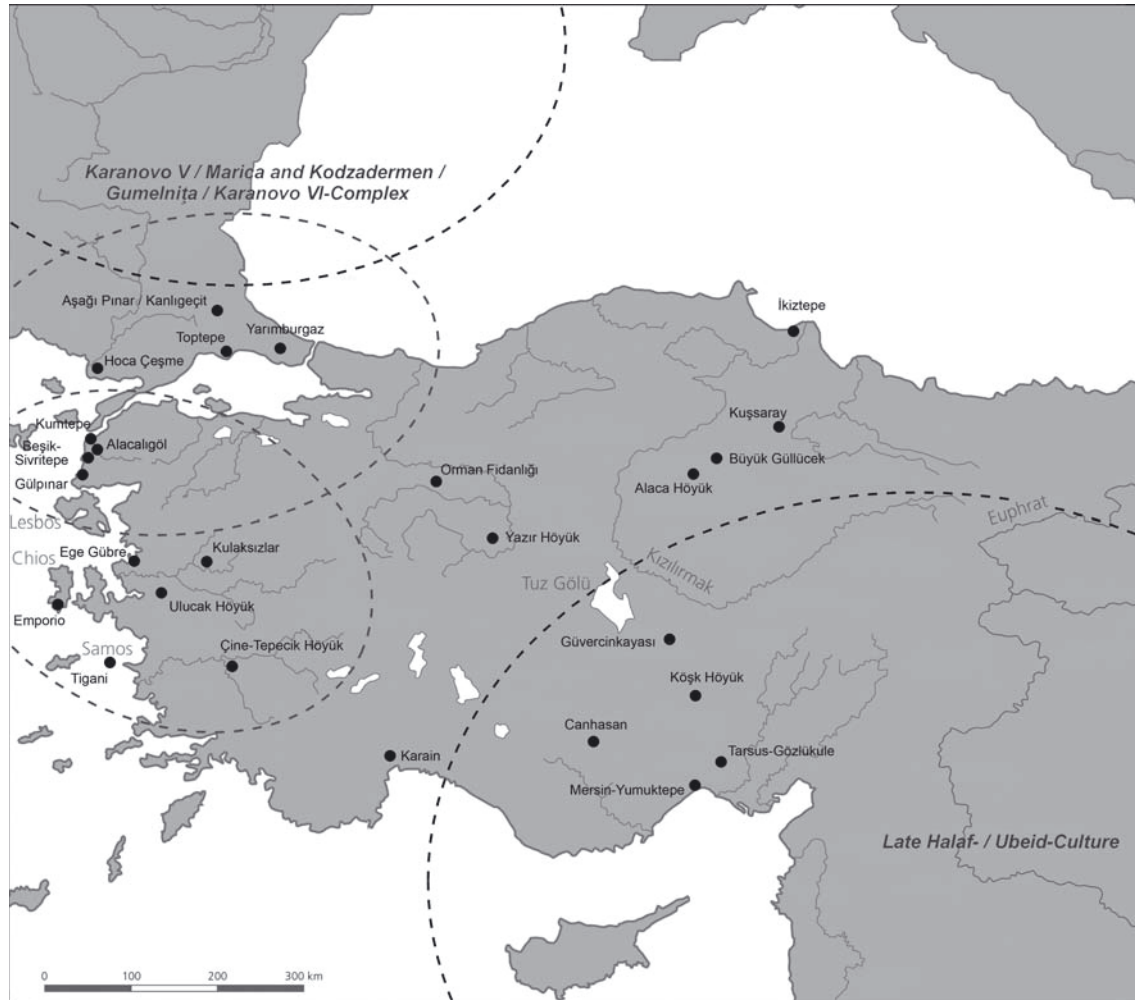 Karanovo V / Marica and Kodzadermen /
Gumelnița / Karanovo VI-Complex
Aşağı Pınar / Kanlıgeçit
İkiztepe
Toptepe
Yarımburgaz
Hoca Çeşme
Kumtepe
Alacalıgöl
Beşik-
Sivritepe
Gülpınar
Kuşsaray
Büyük Güllücek
Alaca Höyük
Orman Fidanlığı
Yazır Höyük
Lesbos
Chios
Ege Gübre
Kulaksızlar
Ulucak Höyük
Emporio
Samos
Tigani
Çine-Tepecik Höyük
Euphrat
Kızılırmak
Tuz Gölü
Güvercinkayası
Köşk Höyük
Canhasan
Karain
Tarsus-Gözlükule
Mersin-Yumuktepe
Late Halaf- / Ubeid-Culture
0 100 200 300 km